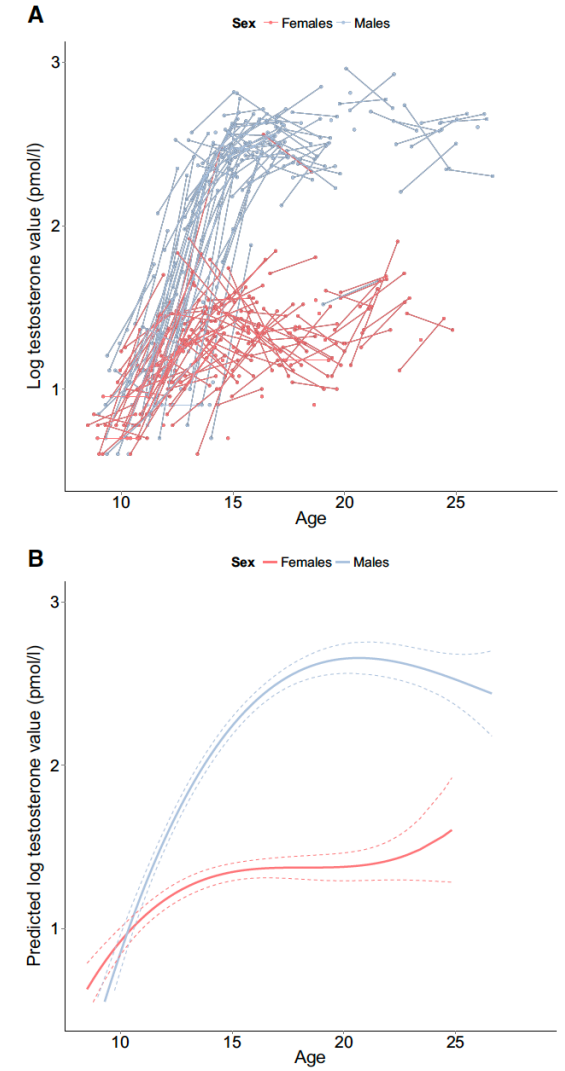 A
Sex Females Males
3
2
1
Log testosterone value (pmol/l)
10 15 20 25
Age
B
Sex Females Males
3
2
1
Predicted log testosterone value (pmol/l)
10 15 20 25
Age